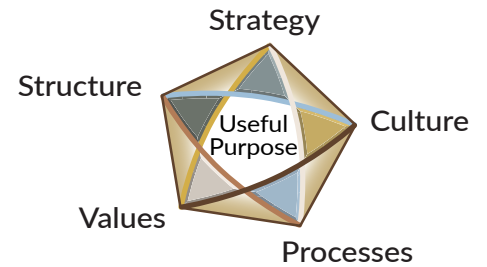 Strategy
Structure
Culture
Useful
Purpose
Values
Processes